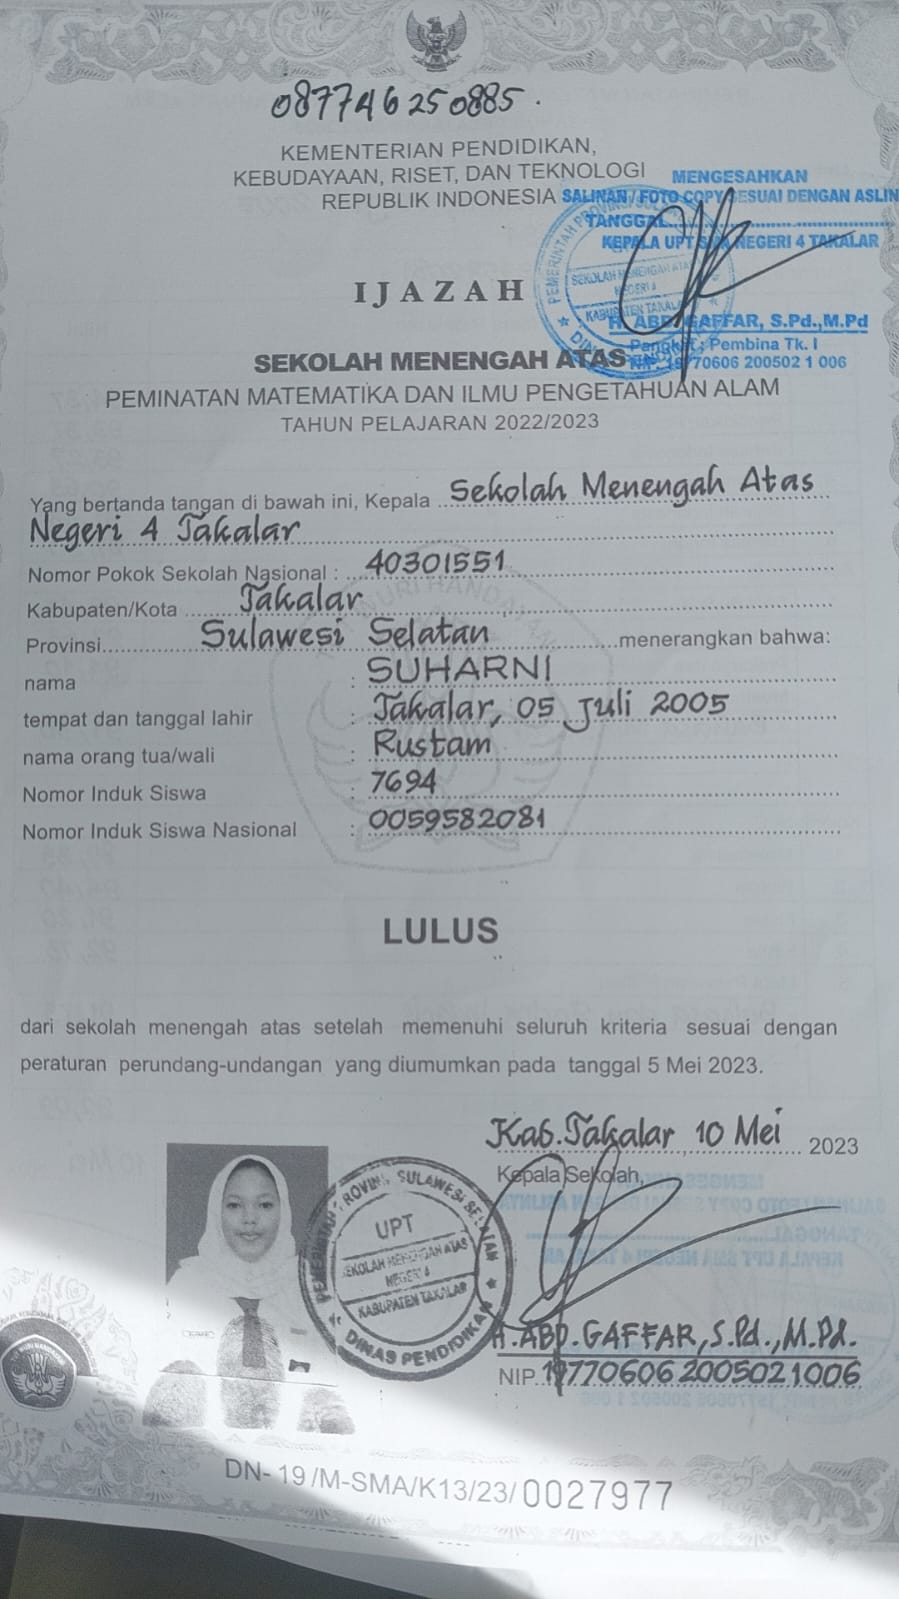 087746250885.
KEMENTERIAN PENDIDIKAN,
KEBUDAYAAN, RISET, DAN TEKNOLOGI
REPUBLIK INDONESIA
MENGESAHKAN
SALINAN / FOTO COPY SESUAI DENGAN ASLIN
TANGGAL
KEPALA UPT SMA NEGERI 4 TAKALAR
PEMERINTAH PROVINSI
SEKOLAH MENENGAH ATAS
NEGERI 4
KABUPATEN TAKALAR
H. ABD. GAFFAR, S.Pd.,M.Pd
Pangkat : Pembina Tk. I
NIP. 19770606 200502 1 006
IJAZAH
SEKOLAH MENENGAH ATAS
PEMINATAN MATEMATIKA DAN ILMU PENGETAHUAN ALAM
TAHUN PELAJARAN 2022/2023
Yang bertanda tangan di bawah ini, Kepala Sekolah Menengah Atas
Negeri 4 Takalar
Nomor Pokok Sekolah Nasional : 40301551
Kabupaten/Kota Takalar
Provinsi Sulawesi Selatan menerangkan bahwa:
nama : SUHARNI
tempat dan tanggal lahir : Takalar, 05 Juli 2005
nama orang tua/wali : Rustam
Nomor Induk Siswa : 7694
Nomor Induk Siswa Nasional : 0059582081
LULUS
dari sekolah menengah atas setelah memenuhi seluruh kriteria sesuai dengan
peraturan perundang-undangan yang diumumkan pada tanggal 5 Mei 2023.
Kab. Takalar, 10 Mei 2023
Kepala Sekolah,
PROVINSI SULAWESI SELATAN
UPT
SEKOLAH MENENGAH ATAS
NEGERI 4
KABUPATEN TAKALAR
DINAS PENDIDIKAN
H. ABD. GAFFAR, S.Pd., M.Pd.
NIP. 197706062005021006
DN-19/M-SMA/K13/23/0027977